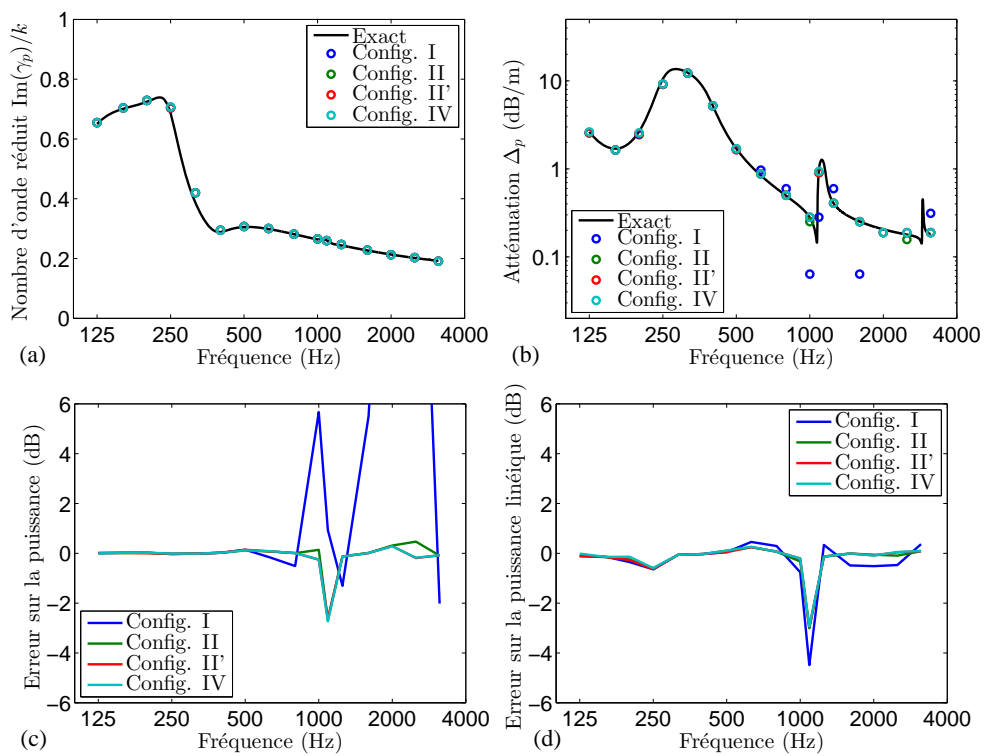 Nombre d'onde réduit Im(γp)/k
1
0.8
0.6
0.4
0.2
0
125 250 500 1000 2000 4000
Fréquence (Hz)
(a)
Exact
Config. I
Config. II
Config. II'
Config. IV
Atténuation Δp (dB/m)
10
1
0.1
125 250 500 1000 2000 4000
Fréquence (Hz)
(b)
Exact
Config. I
Config. II
Config. II'
Config. IV
Erreur sur la puissance (dB)
6
4
2
0
−2
−4
−6
125 250 500 1000 2000 4000
Fréquence (Hz)
(c)
Config. I
Config. II
Config. II'
Config. IV
Erreur sur la puissance linéique (dB)
6
4
2
0
−2
−4
−6
125 250 500 1000 2000 4000
Fréquence (Hz)
(d)
Config. I
Config. II
Config. II'
Config. IV